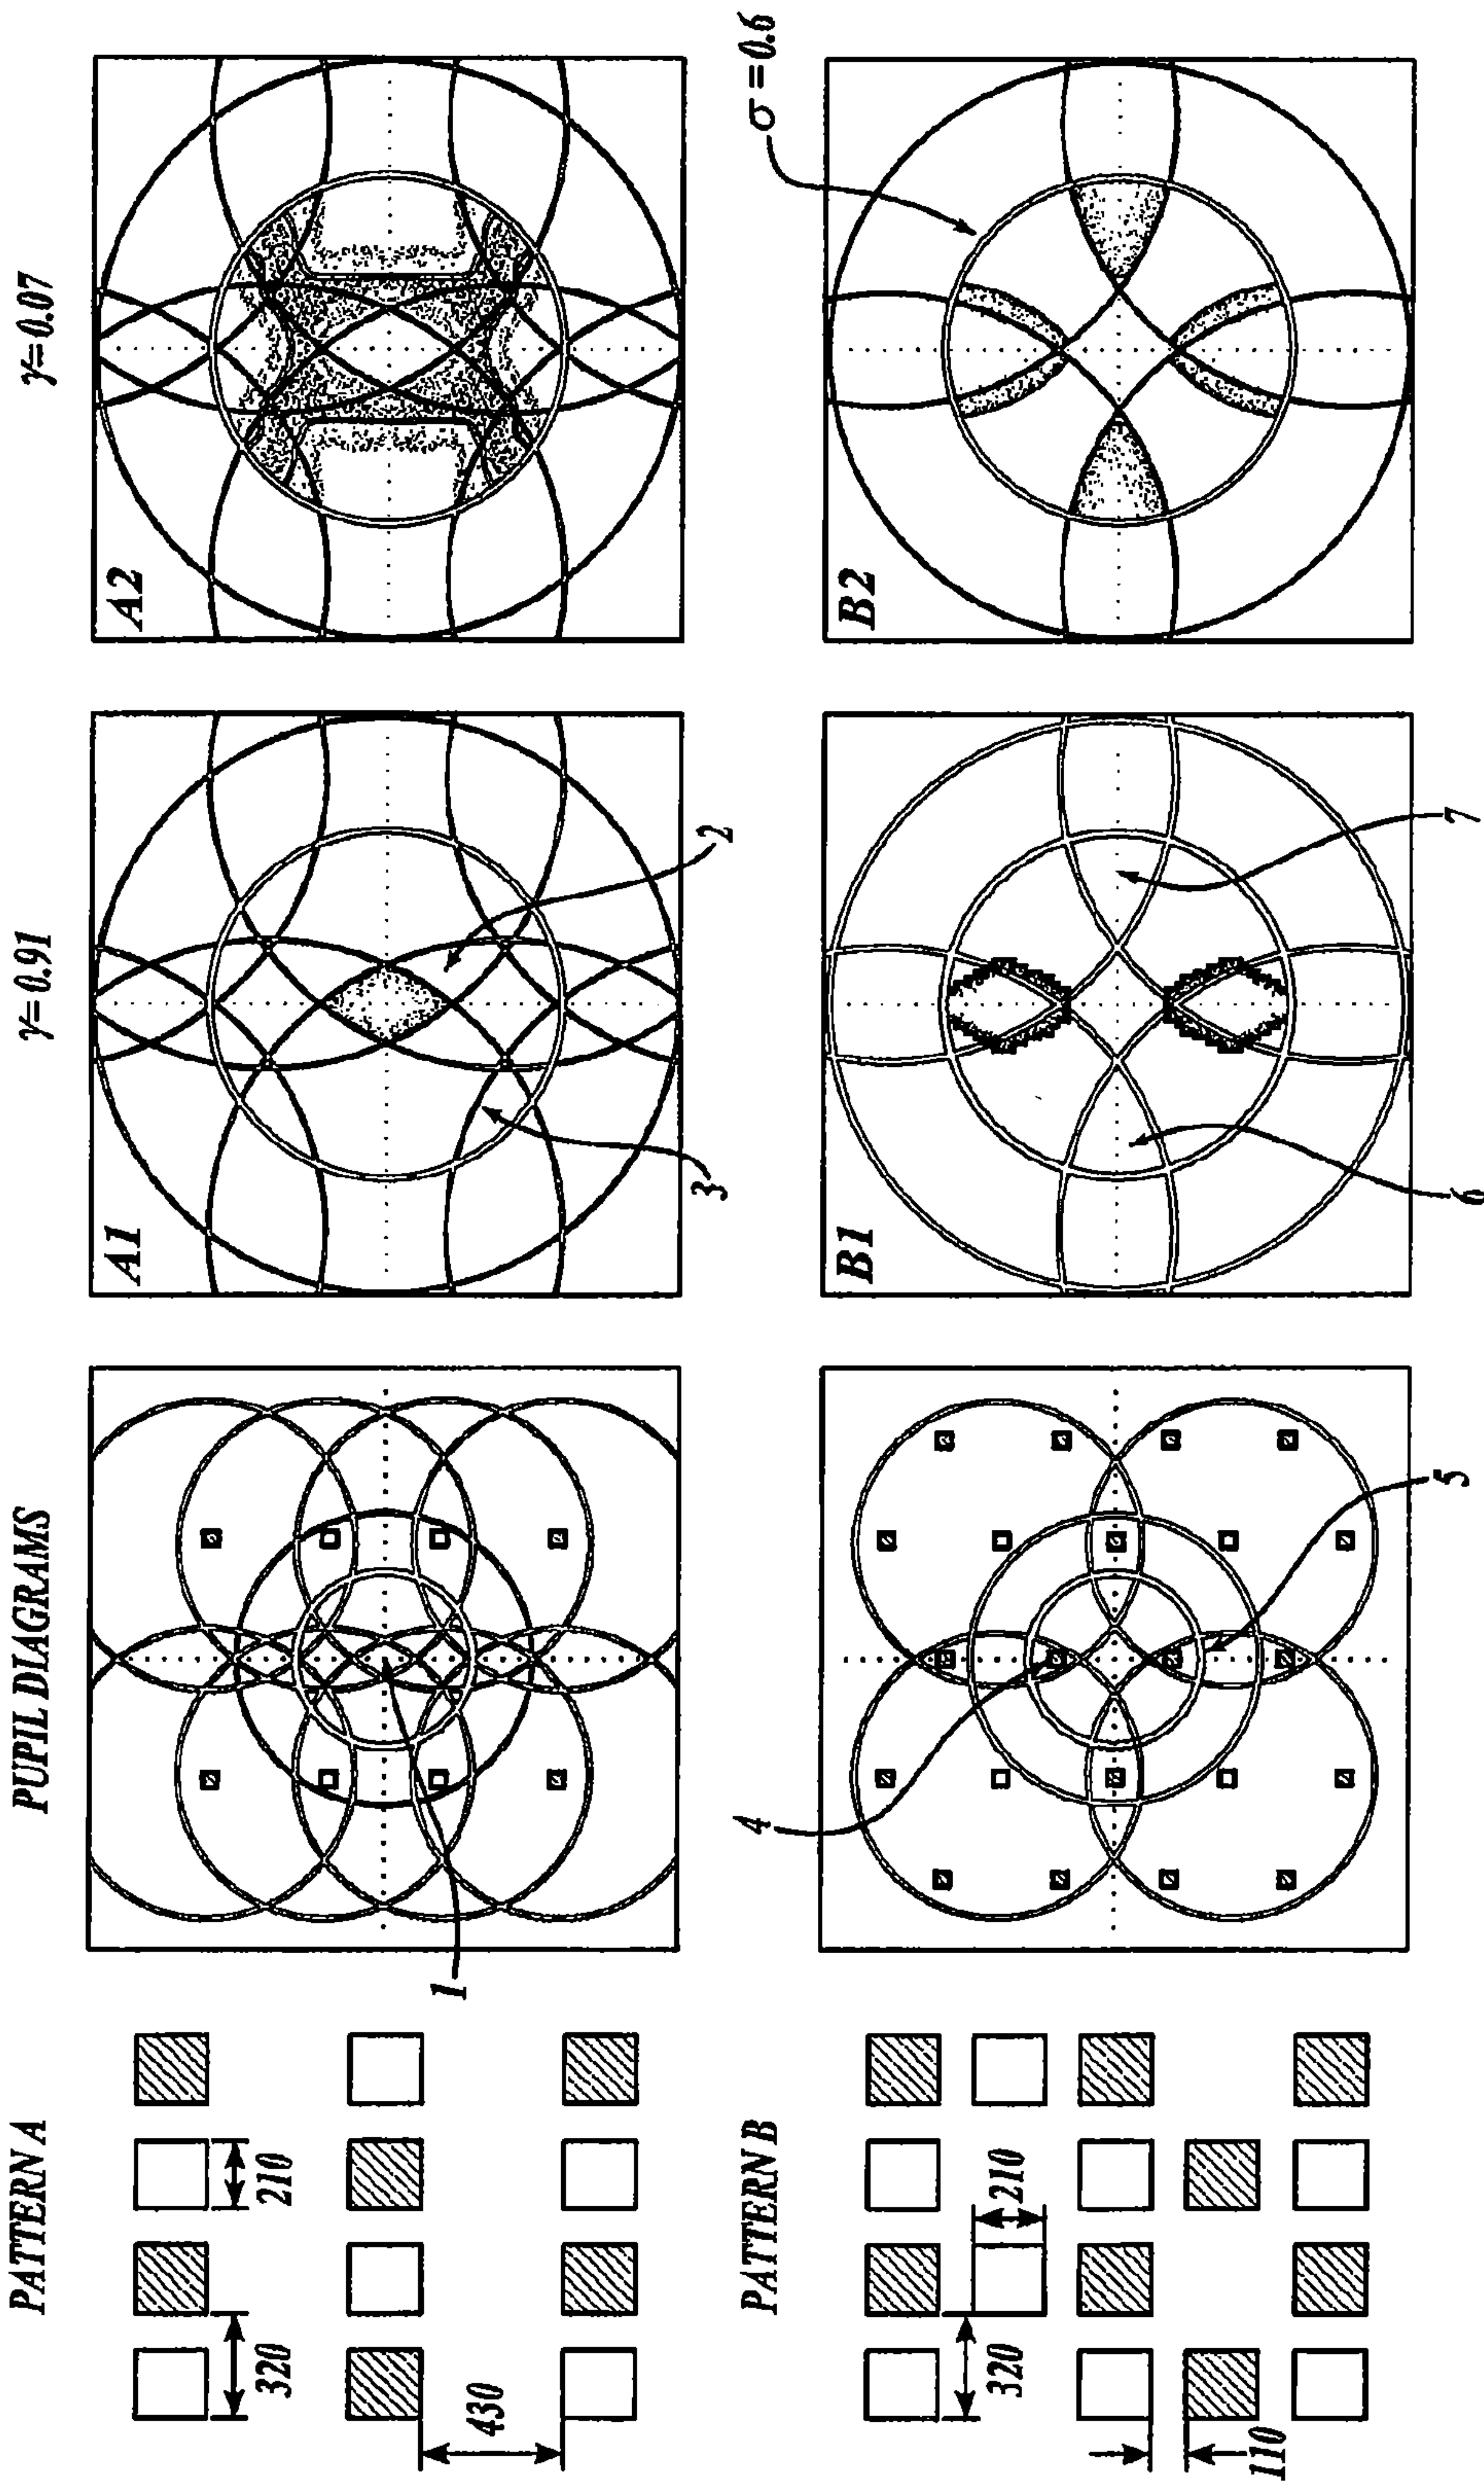 PATTERN A
PUPIL DIAGRAMS
γ=0.91
γ=0.07
320
210
430
1
A1
2
3
A2
PATTERN B
320
210
110
4
5
B1
6
7
B2
σ=0.6